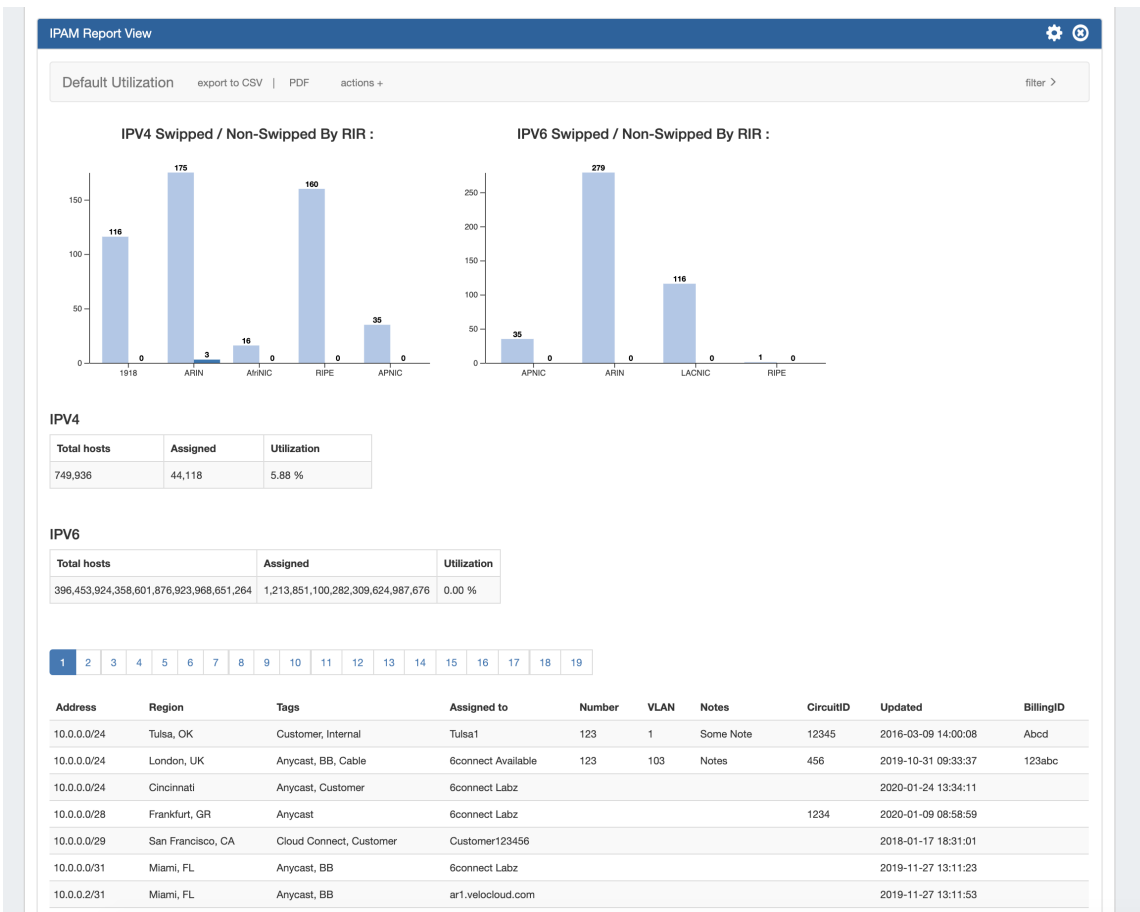 IPAM Report View
Default Utilization export to CSV | PDF actions + filter >
IPV4 Swipped / Non-Swipped By RIR : IPV6 Swipped / Non-Swipped By RIR :
175
150
160
116
100
50
35
16
3
0 0 0 0 0
0
1918 ARIN AfriNIC RIPE APNIC
279
250
200
150
116
100
50
35
1
0 0 0 0
0
APNIC ARIN LACNIC RIPE
IPV4
Total hosts Assigned Utilization
749,936 44,118 5.88 %
IPV6
Total hosts Assigned Utilization
396,453,924,358,601,876,923,968,651,264 1,213,851,100,282,309,624,987,676 0.00 %
1 2 3 4 5 6 7 8 9 10 11 12 13 14 15 16 17 18 19
Address Region Tags Assigned to Number VLAN Notes CircuitID Updated BillingID
10.0.0.0/24 Tulsa, OK Customer, Internal Tulsa1 123 1 Some Note 12345 2016-03-09 14:00:08 Abcd
10.0.0.0/24 London, UK Anycast, BB, Cable 6connect Available 123 103 Notes 456 2019-10-31 09:33:37 123abc
10.0.0.0/24 Cincinnati Anycast, Customer 6connect Labz 2020-01-24 13:34:11
10.0.0.0/28 Frankfurt, GR Anycast 6connect Labz 1234 2020-01-09 08:58:59
10.0.0.0/29 San Francisco, CA Cloud Connect, Customer Customer123456 2018-01-17 18:31:01
10.0.0.0/31 Miami, FL Anycast, BB 6connect Labz 2019-11-27 13:11:23
10.0.0.2/31 Miami, FL Anycast, BB ar1.velocloud.com 2019-11-27 13:11:53